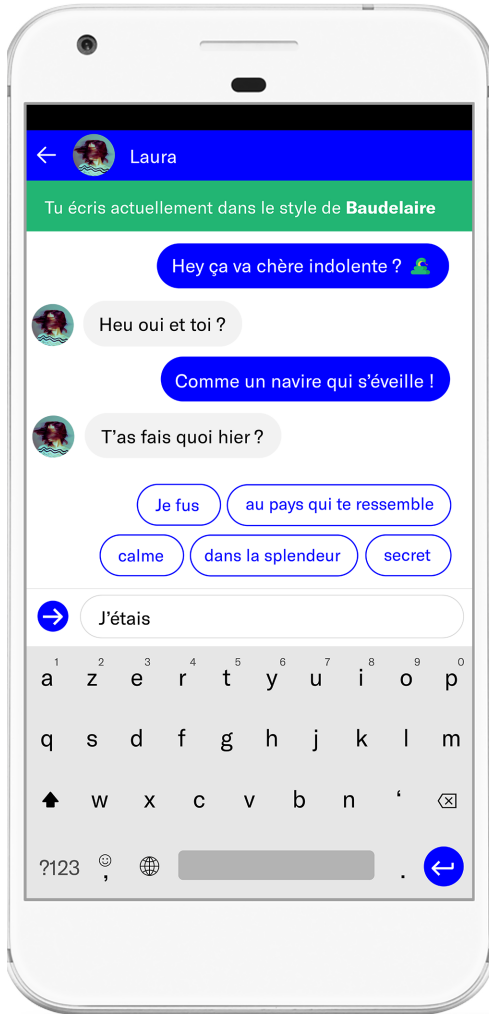 Laura
Tu écris actuellement dans le style de Baudelaire
Hey ça va chère indolente ?
Heu oui et toi ?
Comme un navire qui s’éveille !
T’as fais quoi hier ?
Je fus
au pays qui te ressemble
calme
dans la splendeur
secret
J’étais
1 2 3 4 5 6 7 8 9 0
a z e r t y u i o p
q s d f g h j k l m
w x c v b n ‘
?123 , .